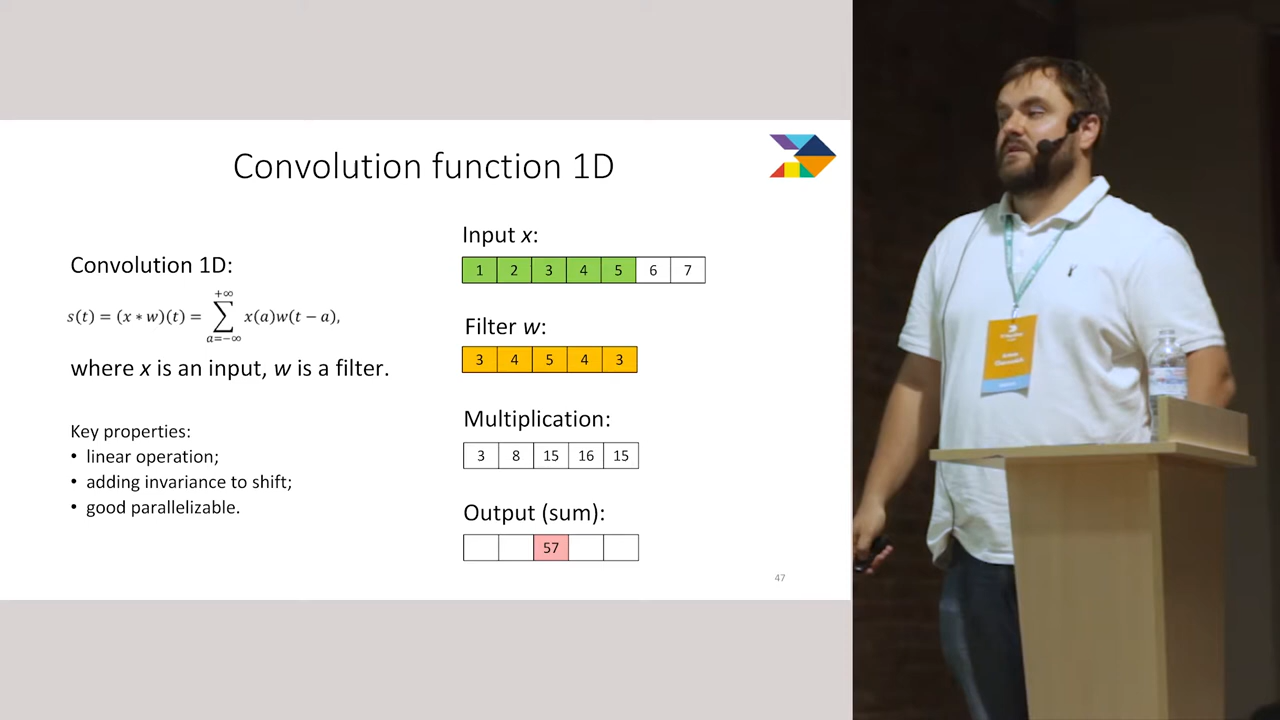 Convolution function 1D
Convolution 1D:
s(t) = (x ∗ w)(t) = ∑_{a=−∞}^{+∞} x(a)w(t − a),
where x is an input, w is a filter.
Key properties:
• linear operation;
• adding invariance to shift;
• good parallelizable.
Input x:
1 2 3 4 5 6 7
Filter w:
3 4 5 4 3
Multiplication:
3 8 15 16 15
Output (sum):
57
47